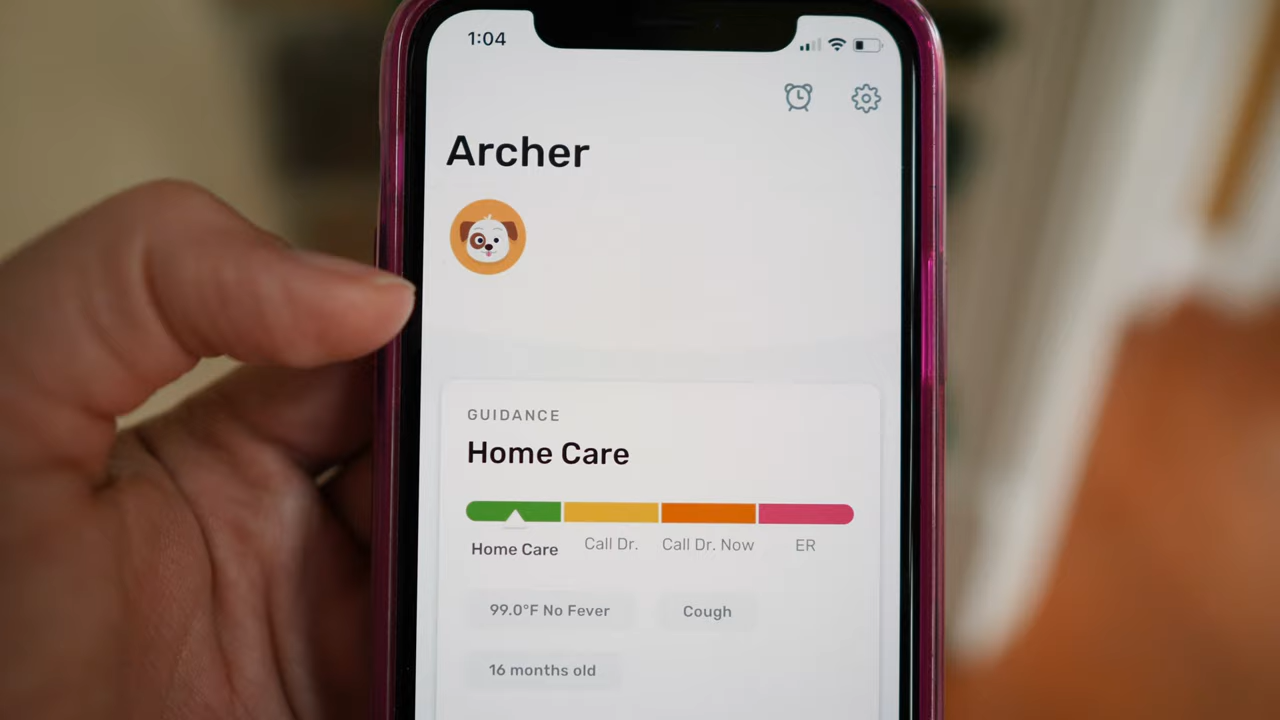 1:04
Archer
GUIDANCE
Home Care
Home Care Call Dr. Call Dr. Now ER
99.0°F No Fever Cough
16 months old